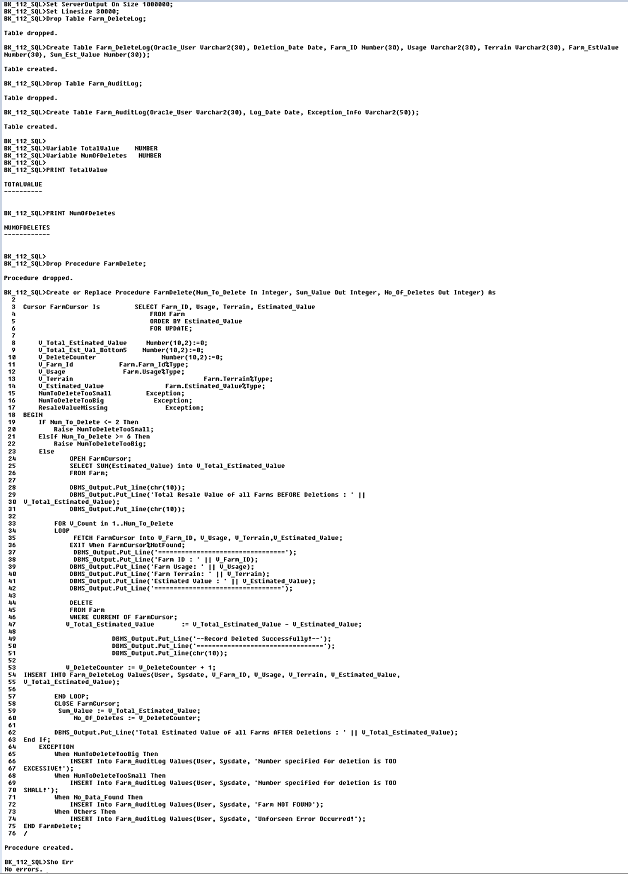 BK_112_SQL>Set ServerOutput On Size 1000000;
BK_112_SQL>Set Linesize 30000;
BK_112_SQL>Drop Table Farm_DeleteLog;
Table dropped.
BK_112_SQL>Create Table Farm_DeleteLog(Oracle_User Varchar2(30), Deletion_Date Date, Farm_ID Number(30), Usage Varchar2(30), Terrain Varchar2(30), Farm_EstValue
Number(30), Sum_Est_Value Number(30));
Table created.
BK_112_SQL>Drop Table Farm_AuditLog;
Table dropped.
BK_112_SQL>Create Table Farm_AuditLog(Oracle_User Varchar2(30), Log_Date Date, Exception_Info Varchar2(50));
Table created.
BK_112_SQL>
BK_112_SQL>Variable TotalValue NUMBER
BK_112_SQL>Variable NumOfDeletes NUMBER
BK_112_SQL>
BK_112_SQL>PRINT TotalValue
TOTALVALUE
----------
BK_112_SQL>PRINT NumOfDeletes
NUMOFDELETES
------------
BK_112_SQL>
BK_112_SQL>Drop Procedure FarmDelete;
Procedure dropped.
BK_112_SQL>Create or Replace Procedure FarmDelete(Num_To_Delete In Integer, Sum_Value Out Integer, No_Of_Deletes Out Integer) As
2
3 Cursor FarmCursor Is SELECT Farm_ID, Usage, Terrain, Estimated_Value
4 FROM Farm
5 ORDER BY Estimated_Value
6 FOR UPDATE;
7
8 V_Total_Estimated_Value Number(10,2):=0;
9 V_Total_Est_Val_Bottom5 Number(10,2):=0;
10 V_DeleteCounter Number(10,2):=0;
11 V_Farm_Id Farm.Farm_Id%Type;
12 V_Usage Farm.Usage%Type;
13 V_Terrain Farm.Terrain%Type;
14 V_Estimated_Value Farm.Estimated_Value%Type;
15 NumToDeleteTooSmall Exception;
16 NumToDeleteTooBig Exception;
17 ResaleValueMissing Exception;
18 BEGIN
19 IF Num_To_Delete <= 2 Then
20 Raise NumToDeleteTooSmall;
21 ElsIf Num_To_Delete >= 6 Then
22 Raise NumToDeleteTooBig;
23 Else
24 OPEN FarmCursor;
25 SELECT SUM(Estimated_Value) into V_Total_Estimated_Value
26 FROM Farm;
27
28 DBMS_Output.Put_line(chr(10));
29 DBMS_Output.Put_Line('Total Resale Value of all Farms BEFORE Deletions : ' ||
30 V_Total_Estimated_Value);
31 DBMS_Output.Put_line(chr(10));
32
33 FOR V_Count in 1..Num_To_Delete
34 LOOP
35 FETCH FarmCursor Into V_Farm_ID, V_Usage, V_Terrain,V_Estimated_Value;
36 EXIT When FarmCursor%NotFound;
37 DBMS_Output.Put_Line('==============================');
38 DBMS_Output.Put_Line('Farm ID : ' || V_Farm_ID);
39 DBMS_Output.Put_Line('Farm Usage: ' || V_Usage);
40 DBMS_Output.Put_Line('Farm Terrain: ' || V_Terrain);
41 DBMS_Output.Put_Line('Estimated Value : ' || V_Estimated_Value);
42 DBMS_Output.Put_Line('=============================');
43
44 DELETE
45 FROM Farm
46 WHERE CURRENT OF FarmCursor;
47 V_Total_Estimated_Value := V_Total_Estimated_Value - V_Estimated_Value;
48
49 DBMS_Output.Put_Line('--Record Deleted Successfully!--');
50 DBMS_Output.Put_Line('==============================');
51 DBMS_Output.Put_line(chr(10));
52
53 V_DeleteCounter := V_DeleteCounter + 1;
54 INSERT INTO Farm_DeleteLog Values(User, Sysdate, V_Farm_ID, V_Usage, V_Terrain, V_Estimated_Value,
55 V_Total_Estimated_Value);
56
57 END LOOP;
58 CLOSE FarmCursor;
59 Sum_Value := V_Total_Estimated_Value;
60 No_Of_Deletes := V_DeleteCounter;
61
62 DBMS_Output.Put_Line('Total Estimated Value of all Farms AFTER Deletions : ' || V_Total_Estimated_Value);
63 End If;
64 EXCEPTION
65 When NumToDeleteTooBig Then
66 INSERT Into Farm_AuditLog Values(User, Sysdate, 'Number specified for deletion is TOO
67 EXCESSIVE!');
68 When NumToDeleteTooSmall Then
69 INSERT Into Farm_AuditLog Values(User, Sysdate, 'Number specified for deletion is TOO
70 SMALL!');
71 When No_Data_Found Then
72 INSERT Into Farm_AuditLog Values(User, Sysdate, 'Farm NOT FOUND');
73 When Others Then
74 INSERT Into Farm_AuditLog Values(User, Sysdate, 'Unforseen Error Occurred!');
75 END FarmDelete;
76 /
Procedure created.
BK_112_SQL>Sho Err
No errors.